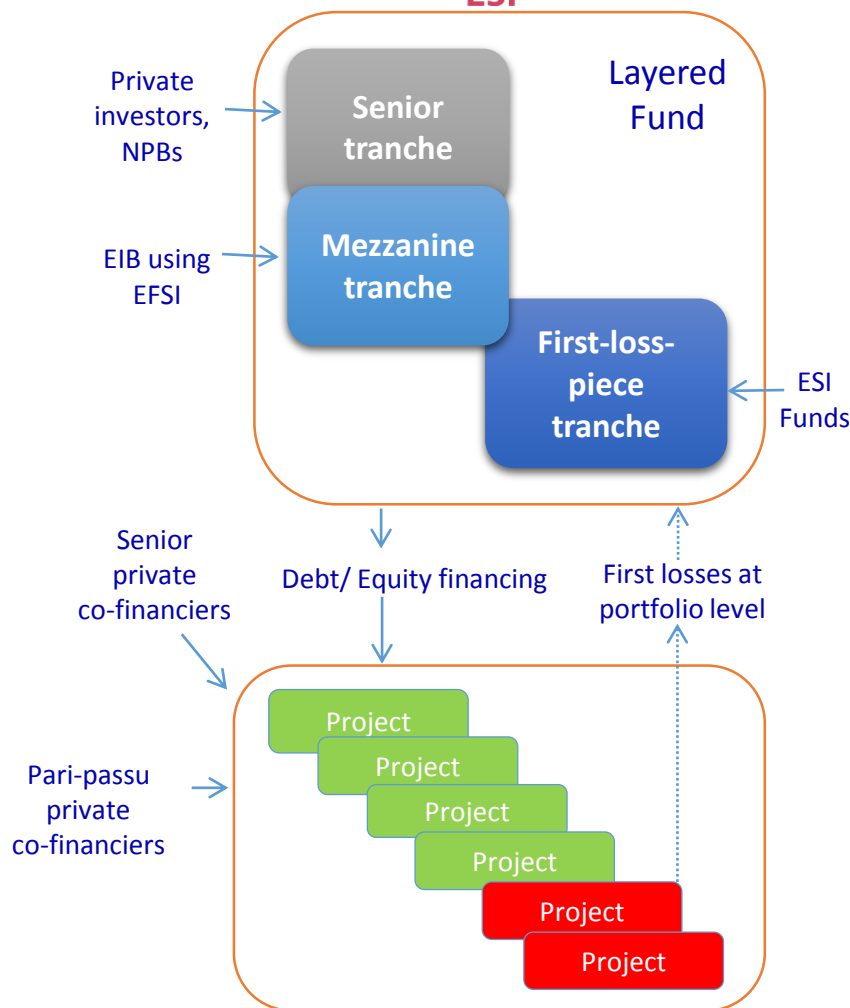 Layered
Fund
Private
investors,
NPBs
Senior
tranche
EIB using
EFSI
Mezzanine
tranche
First-loss-
piece
tranche
ESI
Funds
Senior
private
co-financiers
Debt/ Equity financing
First losses at
portfolio level
Pari-passu
private
co-financiers
Project
Project
Project
Project
Project
Project